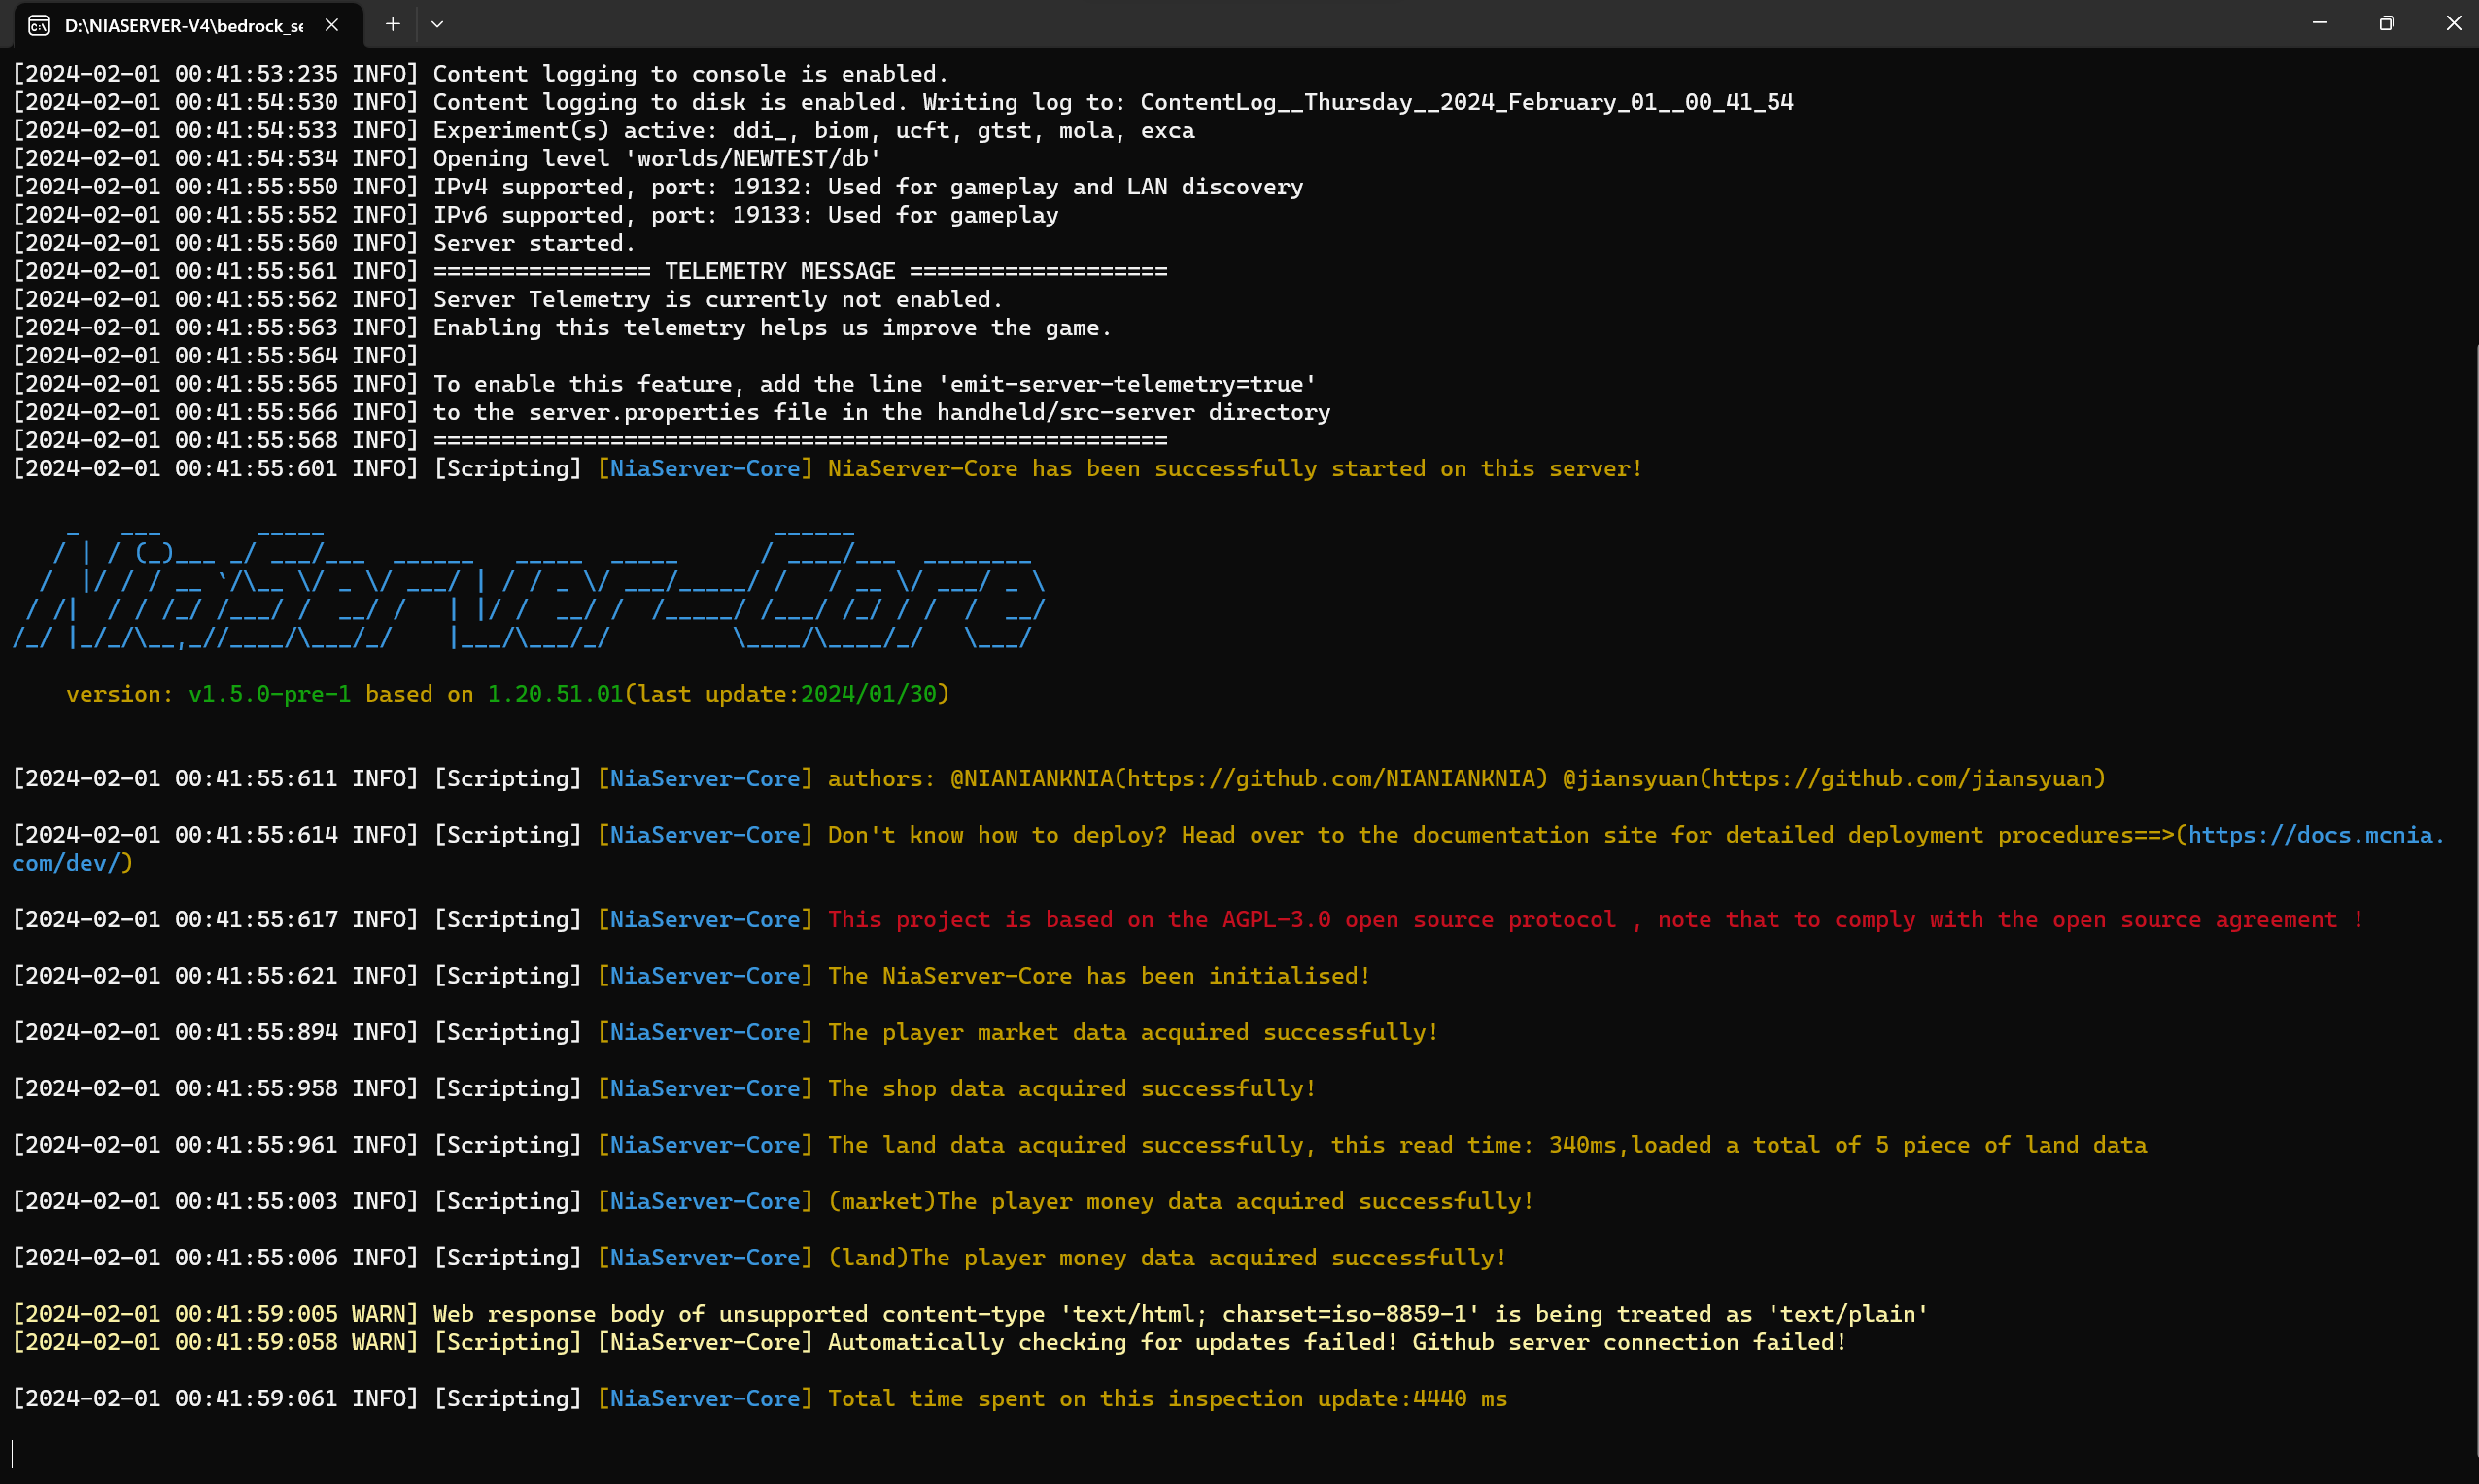 D:\NIASERVER-V4\bedrock_se
[2024-02-01 00:41:53:235 INFO] Content logging to console is enabled.
[2024-02-01 00:41:54:530 INFO] Content logging to disk is enabled. Writing log to: ContentLog__Thursday__2024_February_01__00_41_54
[2024-02-01 00:41:54:533 INFO] Experiment(s) active: ddi_, biom, ucft, gtst, mola, exca
[2024-02-01 00:41:54:534 INFO] Opening level 'worlds/NEWTEST/db'
[2024-02-01 00:41:55:550 INFO] IPv4 supported, port: 19132: Used for gameplay and LAN discovery
[2024-02-01 00:41:55:552 INFO] IPv6 supported, port: 19133: Used for gameplay
[2024-02-01 00:41:55:560 INFO] Server started.
[2024-02-01 00:41:55:561 INFO] ================ TELEMETRY MESSAGE ===================
[2024-02-01 00:41:55:562 INFO] Server Telemetry is currently not enabled.
[2024-02-01 00:41:55:563 INFO] Enabling this telemetry helps us improve the game.
[2024-02-01 00:41:55:564 INFO]
[2024-02-01 00:41:55:565 INFO] To enable this feature, add the line 'emit-server-telemetry=true'
[2024-02-01 00:41:55:566 INFO] to the server.properties file in the handheld/src-server directory
[2024-02-01 00:41:55:568 INFO] ======================================================
[2024-02-01 00:41:55:601 INFO] [Scripting] [NiaServer-Core] NiaServer-Core has been successfully started on this server!
NiaServer-Core
version: v1.5.0-pre-1 based on 1.20.51.01(last update:2024/01/30)
[2024-02-01 00:41:55:611 INFO] [Scripting] [NiaServer-Core] authors: @NIANIANKNIA(https://github.com/NIANIANKNIA) @jiansyuan(https://github.com/jiansyuan)
[2024-02-01 00:41:55:614 INFO] [Scripting] [NiaServer-Core] Don't know how to deploy? Head over to the documentation site for detailed deployment procedures==>(https://docs.mcnia.
com/dev/)
[2024-02-01 00:41:55:617 INFO] [Scripting] [NiaServer-Core] This project is based on the AGPL-3.0 open source protocol , note that to comply with the open source agreement !
[2024-02-01 00:41:55:621 INFO] [Scripting] [NiaServer-Core] The NiaServer-Core has been initialised!
[2024-02-01 00:41:55:894 INFO] [Scripting] [NiaServer-Core] The player market data acquired successfully!
[2024-02-01 00:41:55:958 INFO] [Scripting] [NiaServer-Core] The shop data acquired successfully!
[2024-02-01 00:41:55:961 INFO] [Scripting] [NiaServer-Core] The land data acquired successfully, this read time: 340ms,loaded a total of 5 piece of land data
[2024-02-01 00:41:55:003 INFO] [Scripting] [NiaServer-Core] (market)The player money data acquired successfully!
[2024-02-01 00:41:55:006 INFO] [Scripting] [NiaServer-Core] (land)The player money data acquired successfully!
[2024-02-01 00:41:59:005 WARN] Web response body of unsupported content-type 'text/html; charset=iso-8859-1' is being treated as 'text/plain'
[2024-02-01 00:41:59:058 WARN] [Scripting] [NiaServer-Core] Automatically checking for updates failed! Github server connection failed!
[2024-02-01 00:41:59:061 INFO] [Scripting] [NiaServer-Core] Total time spent on this inspection update:4440 ms